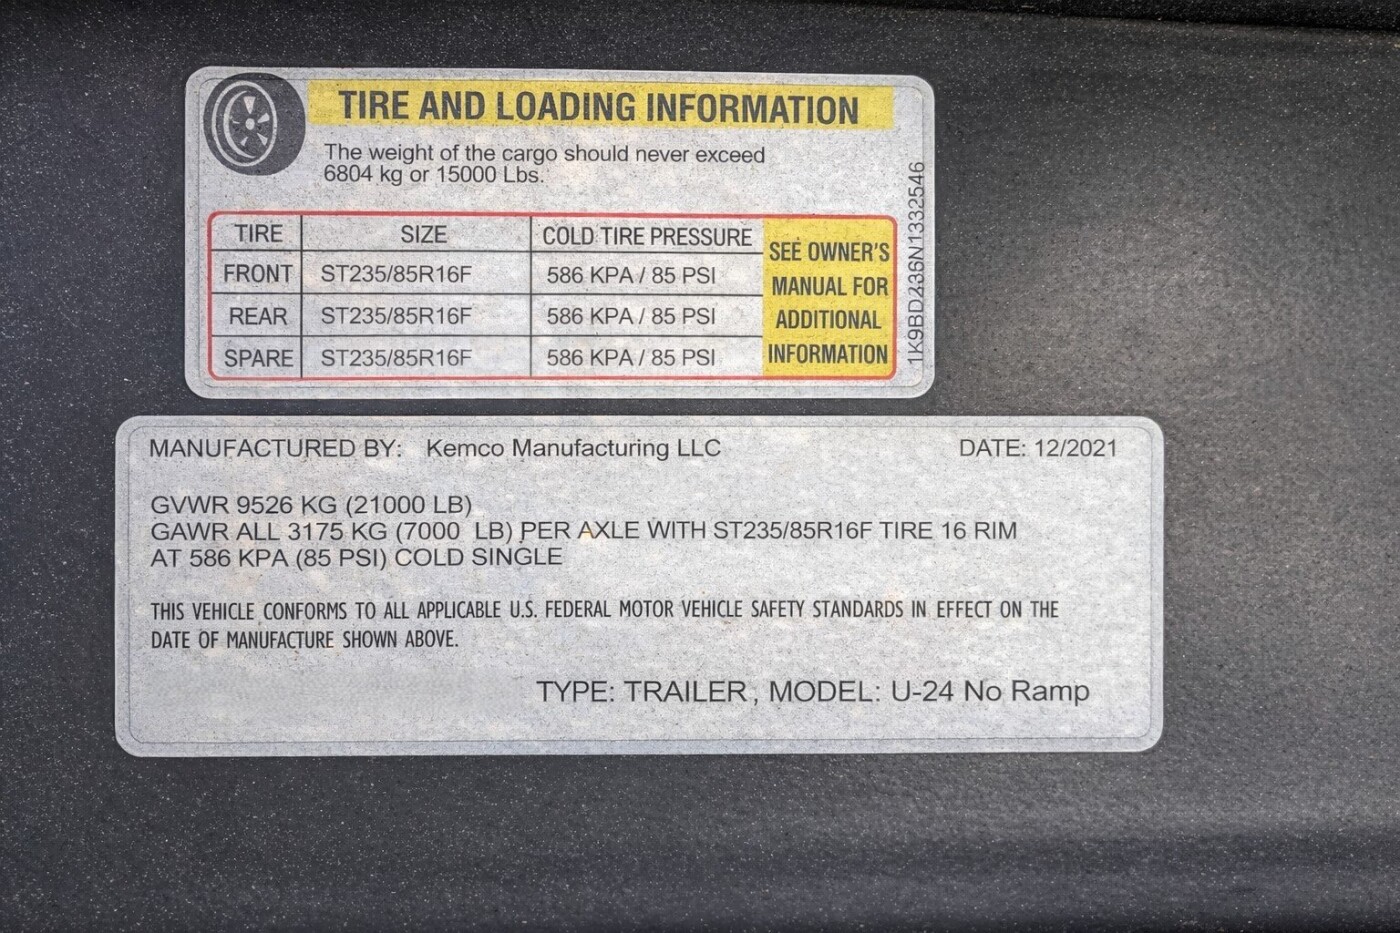 TIRE AND LOADING INFORMATION
The weight of the cargo should never exceed
6804 kg or 15000 Lbs.
TIRE SIZE COLD TIRE PRESSURE
FRONT ST235/85R16F 586 KPA / 85 PSI
REAR ST235/85R16F 586 KPA / 85 PSI
SPARE ST235/85R16F 586 KPA / 85 PSI
SEE OWNER'S
MANUAL FOR
ADDITIONAL
INFORMATION
1K9BD236N1332546
MANUFACTURED BY: Kemco Manufacturing LLC DATE: 12/2021
GVWR 9526 KG (21000 LB)
GAWR ALL 3175 KG (7000 LB) PER AXLE WITH ST235/85R16F TIRE 16 RIM
AT 586 KPA (85 PSI) COLD SINGLE
THIS VEHICLE CONFORMS TO ALL APPLICABLE U.S. FEDERAL MOTOR VEHICLE SAFETY STANDARDS IN EFFECT ON THE
DATE OF MANUFACTURE SHOWN ABOVE.
TYPE: TRAILER, MODEL: U-24 No Ramp